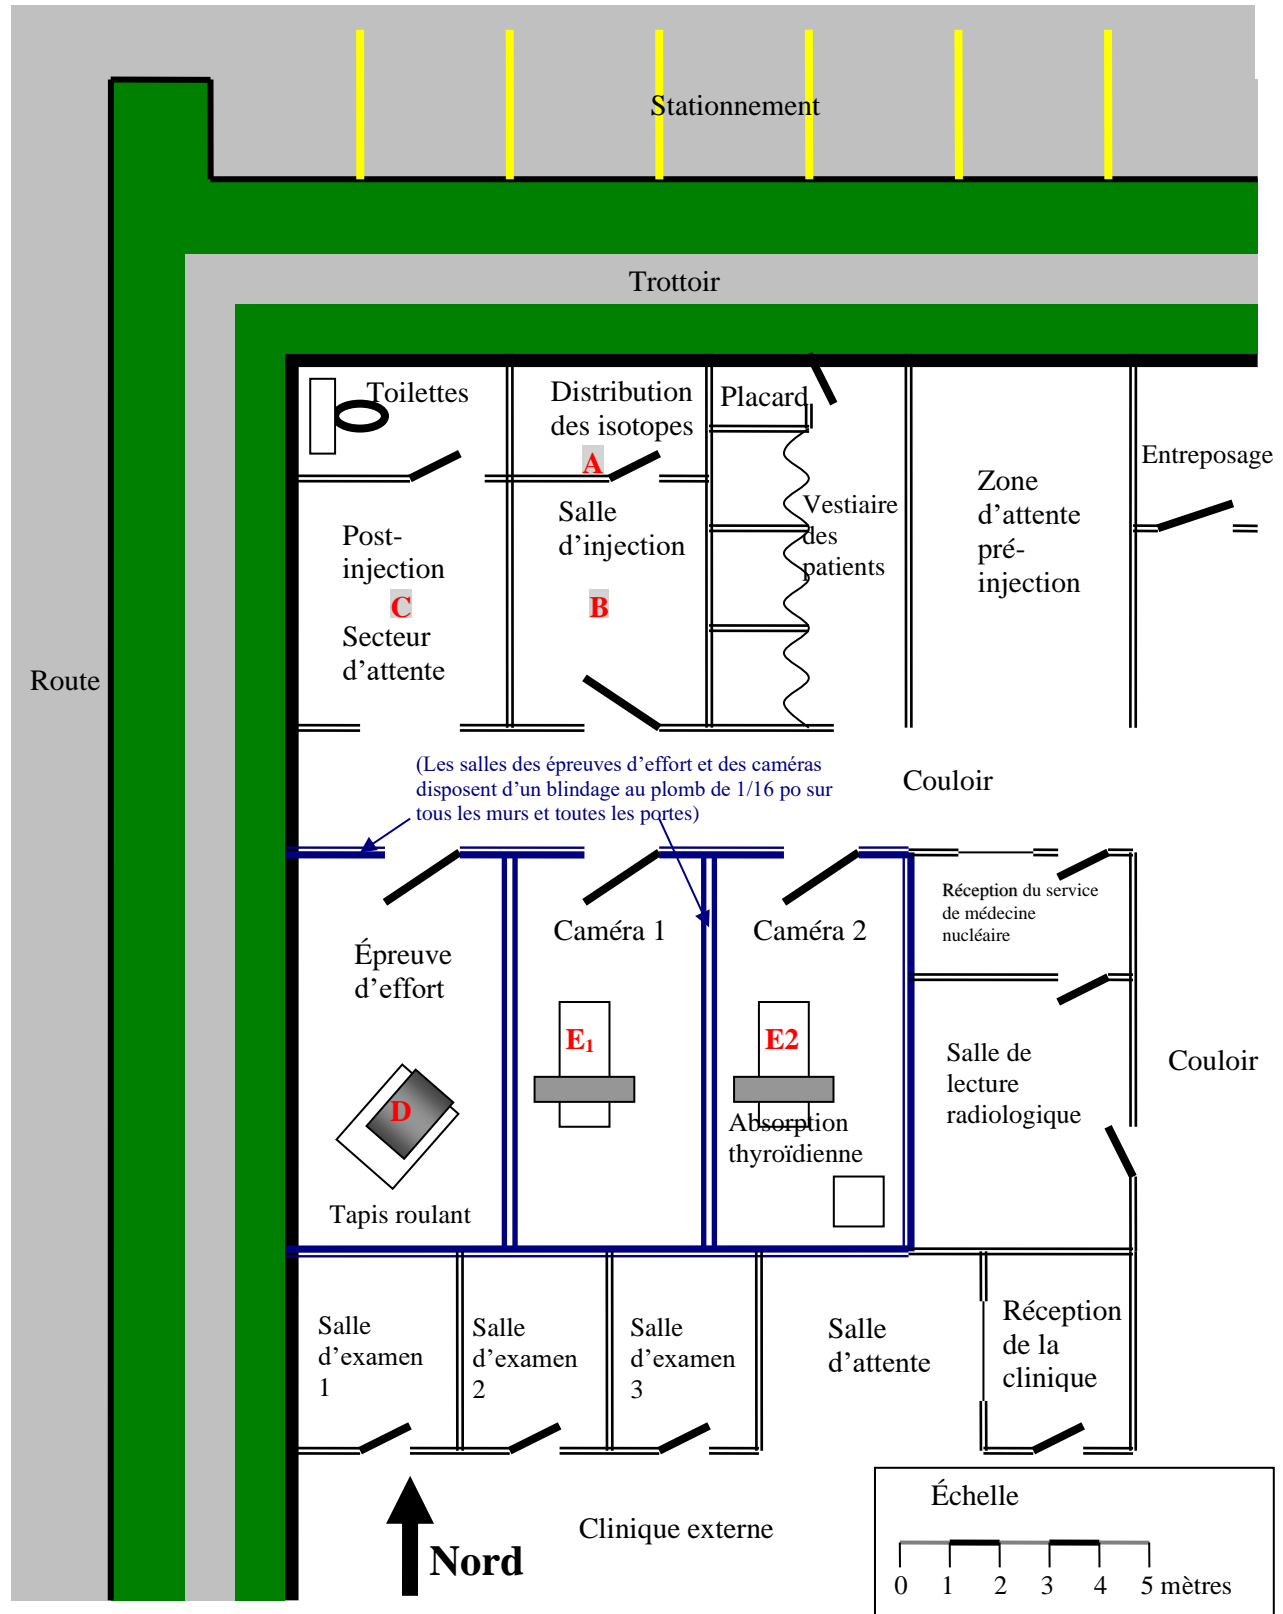 Stationnement
Trottoir
Toilettes
Distribution
des isotopes
A
Placard
Entreposage
Zone
d'attente
pré-
injection
Vestiaire
des
patients
Salle
d'injection
B
Post-
injection
C
Secteur
d'attente
Route
(Les salles des épreuves d'effort et des caméras
disposent d'un blindage au plomb de 1/16 po sur
tous les murs et toutes les portes)
Couloir
Réception du service
de médecine
nucléaire
Épreuve
d'effort
Caméra 1
Caméra 2
E1
E2
D
Absorption
thyroïdienne
Salle de
lecture
radiologique
Couloir
Tapis roulant
Salle
d'examen
1
Salle
d'examen
2
Salle
d'examen
3
Salle
d'attente
Réception
de la
clinique
Nord
Clinique externe
Échelle
0 1 2 3 4 5 mètres